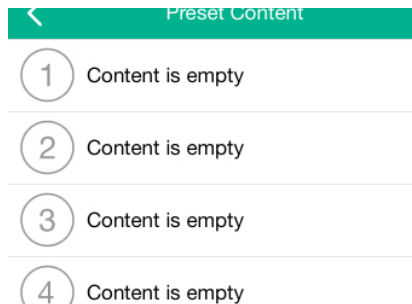 Preset Content
1 Content is empty
2 Content is empty
3 Content is empty
4 Content is empty